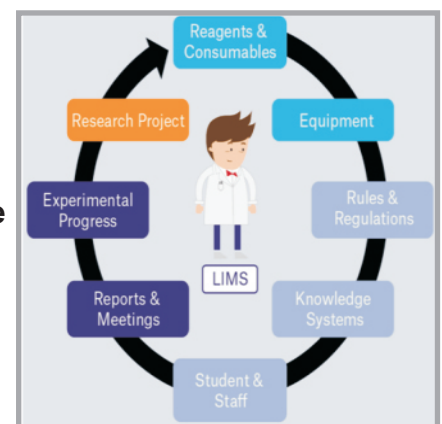 Reagents &
Consumables
Equipment
Rules &
Regulations
Knowledge
Systems
Student &
Staff
Reports &
Meetings
Experimental
Progress
Research Project
LIMS
e